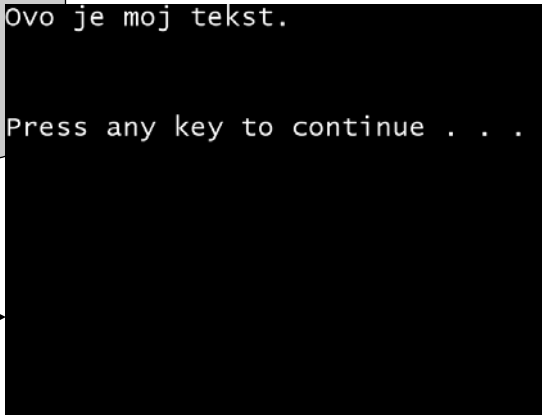 Ovo je moj tekst.
Press any key to continue . . .